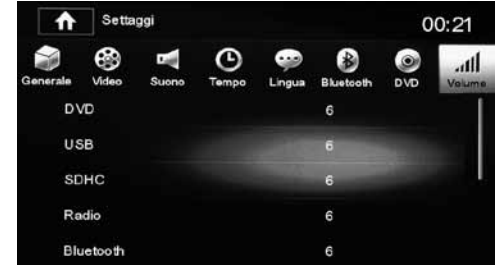 Settaggi 00:21
Generale Video Suono Tempo Lingua Bluetooth DVD Volume
DVD 6
USB 6
SDHC 6
Radio 6
Bluetooth 6